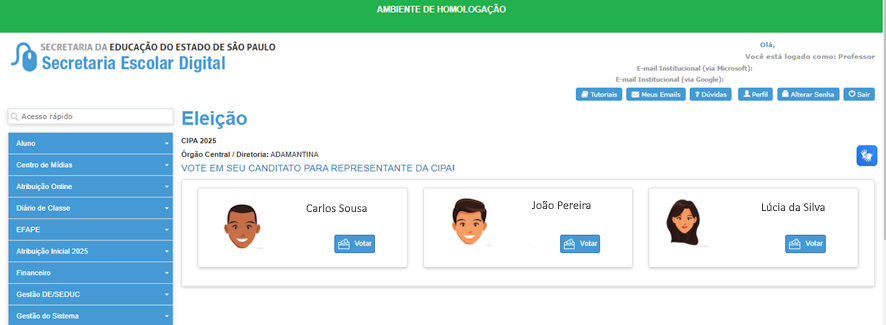 AMBIENTE DE HOMOLOGAÇÃO
SECRETARIA DA EDUCAÇÃO DO ESTADO DE SÃO PAULO
Secretaria Escolar Digital
Olá,
Você está logado como: Professor
E-mail Institucional (via Microsoft):
E-mail Institucional (via Google):
Tutoriais Meus Emails ? Dúvidas Perfil Alterar Senha Sair
Acesso rápido
Aluno
Centro de Mídias
Atribuição Online
Diário de Classe
EFAPE
Atribuição Inicial 2025
Financeiro
Gestão DE/SEDUC
Gestão do Sistema
Eleição
CIPA 2025
Órgão Central / Diretoria: ADAMANTINA
VOTE EM SEU CANDITATO PARA REPRESENTANTE DA CIPA!
Carlos Sousa
Votar
João Pereira
Votar
Lúcia da Silva
Votar